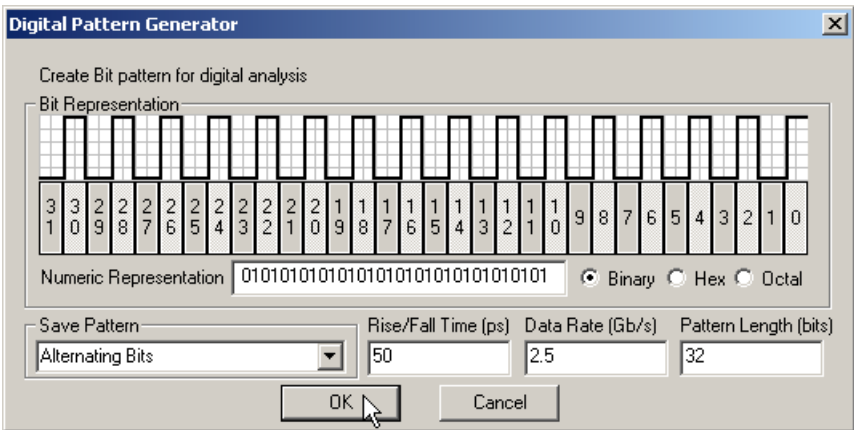 Digital Pattern Generator
Create Bit pattern for digital analysis
Bit Representation
31 30 29 28 27 26 25 24 23 22 21 20 19 18 17 16 15 14 13 12 11 10 9 8 7 6 5 4 3 2 1 0
Numeric Representation 01010101010101010101010101010101 Binary Hex Octal
Save Pattern Rise/Fall Time (ps) Data Rate (Gb/s) Pattern Length (bits)
Alternating Bits 50 2.5 32
OK Cancel